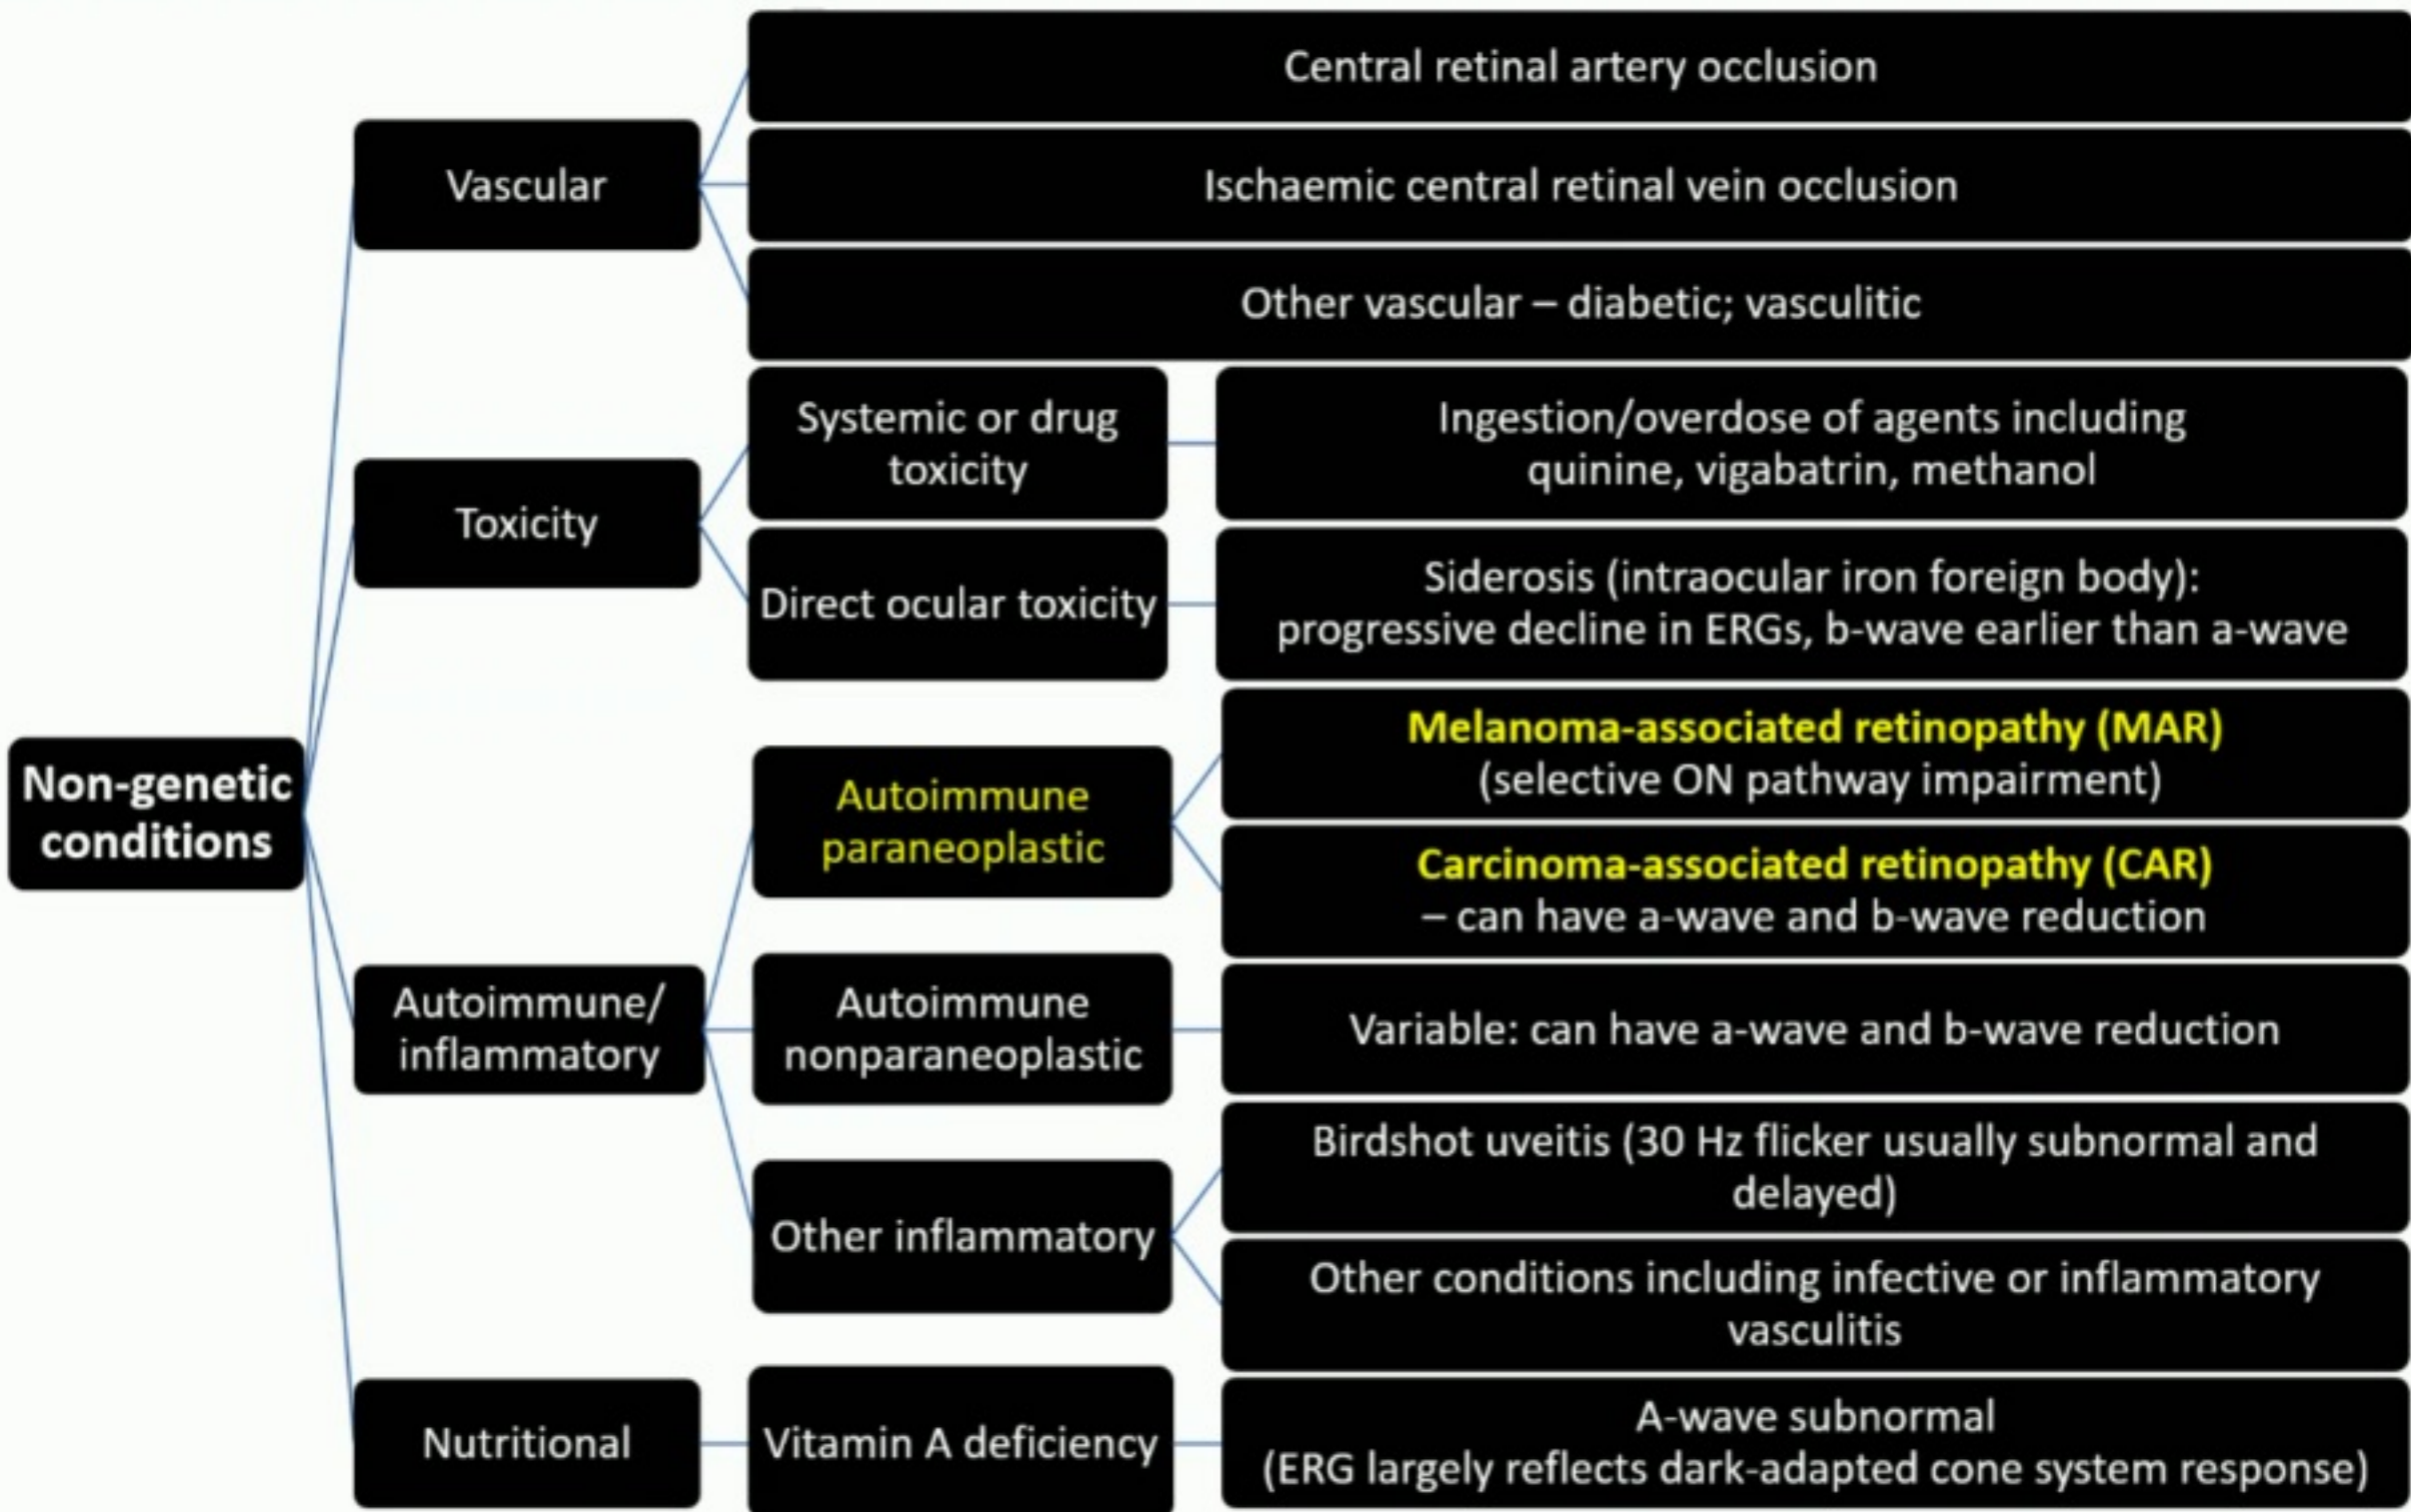 Non-genetic
conditions
Vascular
Central retinal artery occlusion
Ischaemic central retinal vein occlusion
Other vascular – diabetic; vasculitic
Toxicity
Systemic or drug
toxicity
Ingestion/overdose of agents including
quinine, vigabatrin, methanol
Direct ocular toxicity
Siderosis (intraocular iron foreign body):
progressive decline in ERGs, b-wave earlier than a-wave
Autoimmune/
inflammatory
Autoimmune
paraneoplastic
Melanoma-associated retinopathy (MAR)
(selective ON pathway impairment)
Carcinoma-associated retinopathy (CAR)
– can have a-wave and b-wave reduction
Autoimmune
nonparaneoplastic
Variable: can have a-wave and b-wave reduction
Other inflammatory
Birdshot uveitis (30 Hz flicker usually subnormal and
delayed)
Other conditions including infective or inflammatory
vasculitis
Nutritional
Vitamin A deficiency
A-wave subnormal
(ERG largely reflects dark-adapted cone system response)